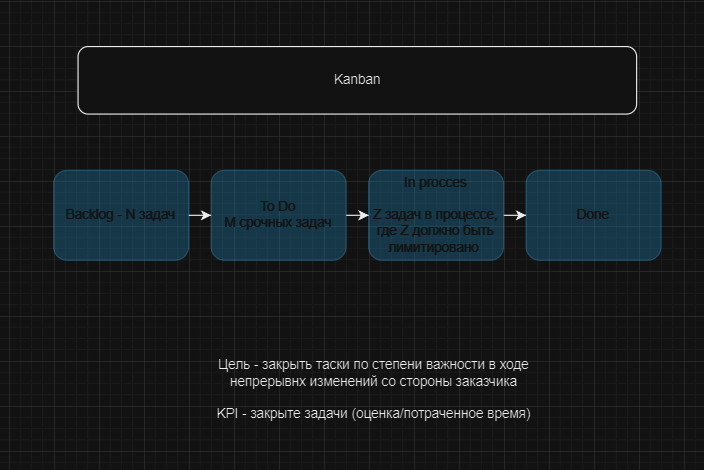 Kanban
Backlog - N задач
To Do
M срочных задач
In procces
Z задач в процессе,
где Z должно быть
лимитировано
Done
Цель - закрыть таски по степени важности в ходе
непрерывнх изменений со стороны заказчика
KPI - закрыте задачи (оценка/потраченное время)